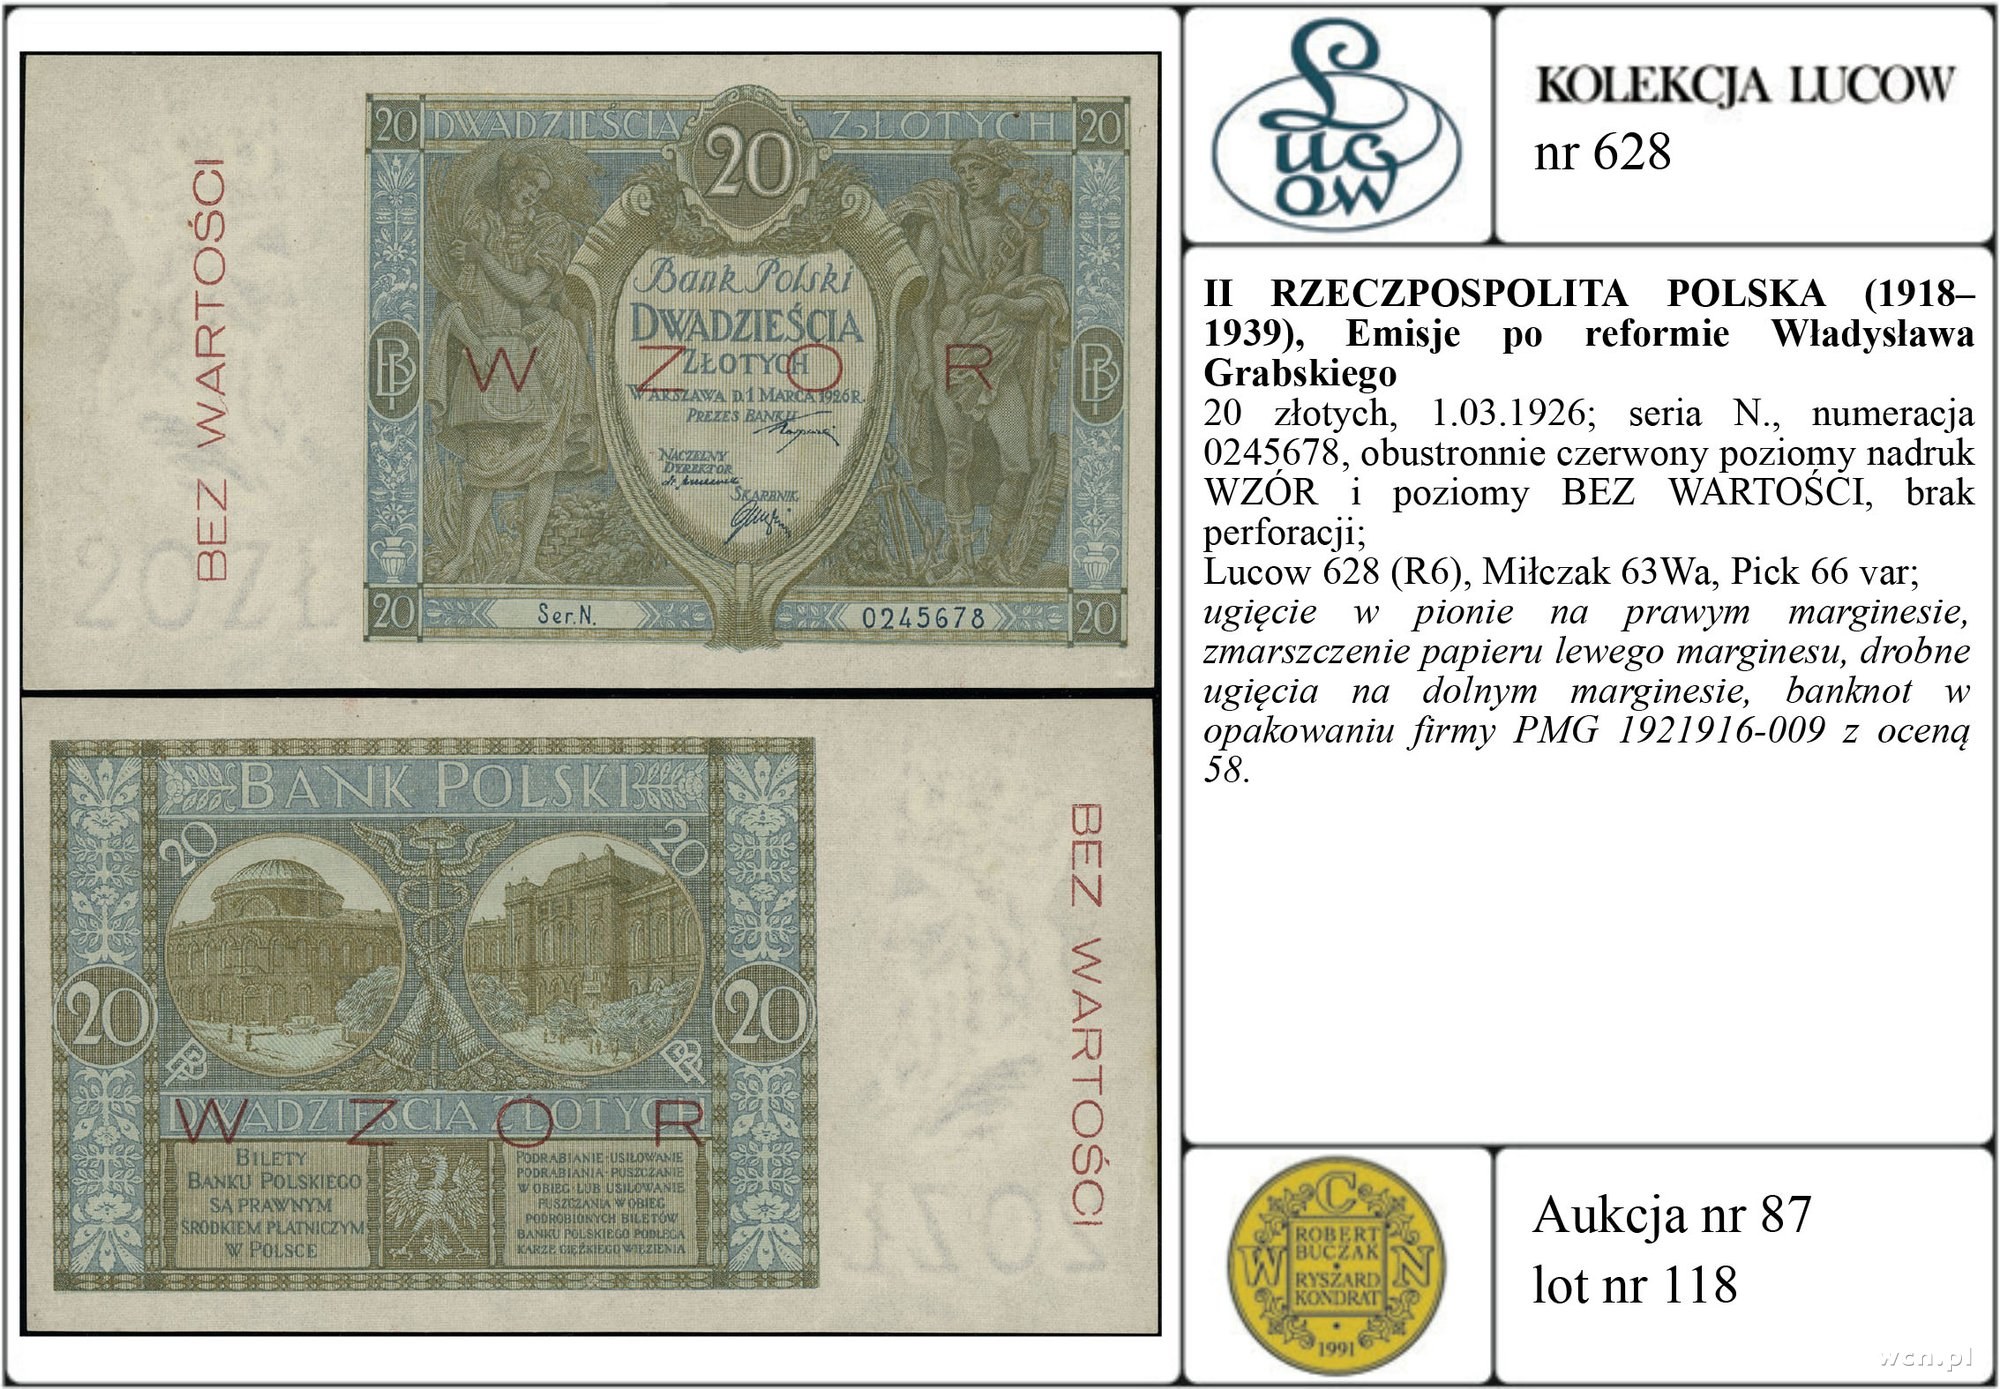 20 DWADZIEŚCIA 20 ZŁOTYCH 20
BEZ WARTOŚCI
Bank Polski
DWADZIEŚCIA
ZŁOTYCH
W Z O R
WARSZAWA D. 1 MARCA 1926 R.
PREZES BANKU
NACZELNY
DYREKTOR
SKARBNIK
BP BP
20 Ser. N. 0245678 20
20 ZŁ
BANK POLSKI
20 20
20 20
W Z Ó R
DWADZIEŚCIA ZŁOTYCH
BILETY
BANKU POLSKIEGO
SĄ PRAWNYM
ŚRODKIEM PŁATNICZYM
W POLSCE
PODRABIANIE·USIŁOWANIE
PODRABIANIA·PUSZCZANIE
W OBIEG·LUB USIŁOWANIE
PUSZCZANIA W OBIEG
PODROBIONYCH BILETÓW
BANKU POLSKIEGO PODLEGA
KARZE CIĘŻKIEGO WIĘZIENIA
BEZ WARTOŚCI
20 ZŁ
Lucow
KOLEKCJA LUCOW
nr 628
II RZECZPOSPOLITA POLSKA (1918–
1939), Emisje po reformie Władysława
Grabskiego
20 złotych, 1.03.1926; seria N., numeracja
0245678, obustronnie czerwony poziomy nadruk
WZÓR i poziomy BEZ WARTOŚCI, brak
perforacji;
Lucow 628 (R6), Miłczak 63Wa, Pick 66 var;
ugięcie w pionie na prawym marginesie,
zmarszczenie papieru lewego marginesu, drobne
ugięcia na dolnym marginesie, banknot w
opakowaniu firmy PMG 1921916-009 z oceną
58.
W C N
ROBERT
BUCZAK
RYSZARD
KONDRAT
1991
Aukcja nr 87
lot nr 118
wcn.pl